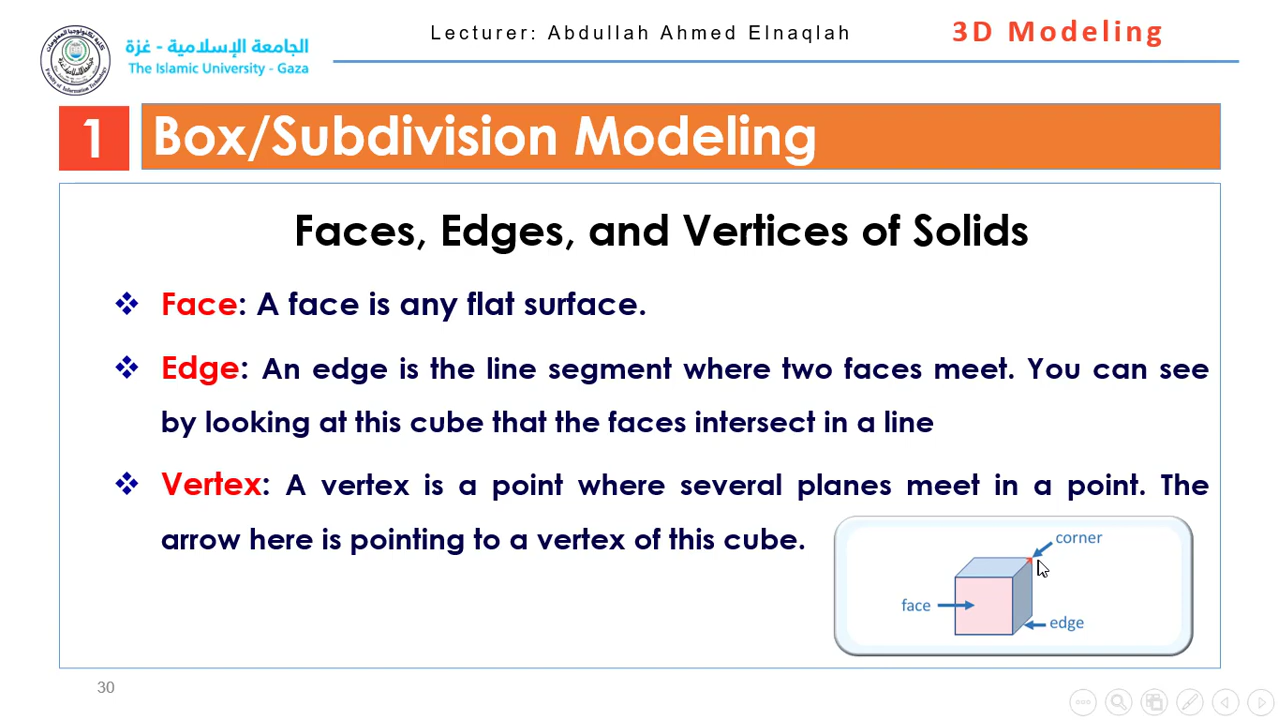 Lecturer: Abdullah Ahmed Elnaqlah
3D Modeling
الجامعة الإسلامية - غزة
The Islamic University - Gaza
1
Box/Subdivision Modeling
Faces, Edges, and Vertices of Solids
Face: A face is any flat surface.
Edge: An edge is the line segment where two faces meet. You can see
by looking at this cube that the faces intersect in a line
Vertex: A vertex is a point where several planes meet in a point. The
arrow here is pointing to a vertex of this cube.
corner
face
edge
30